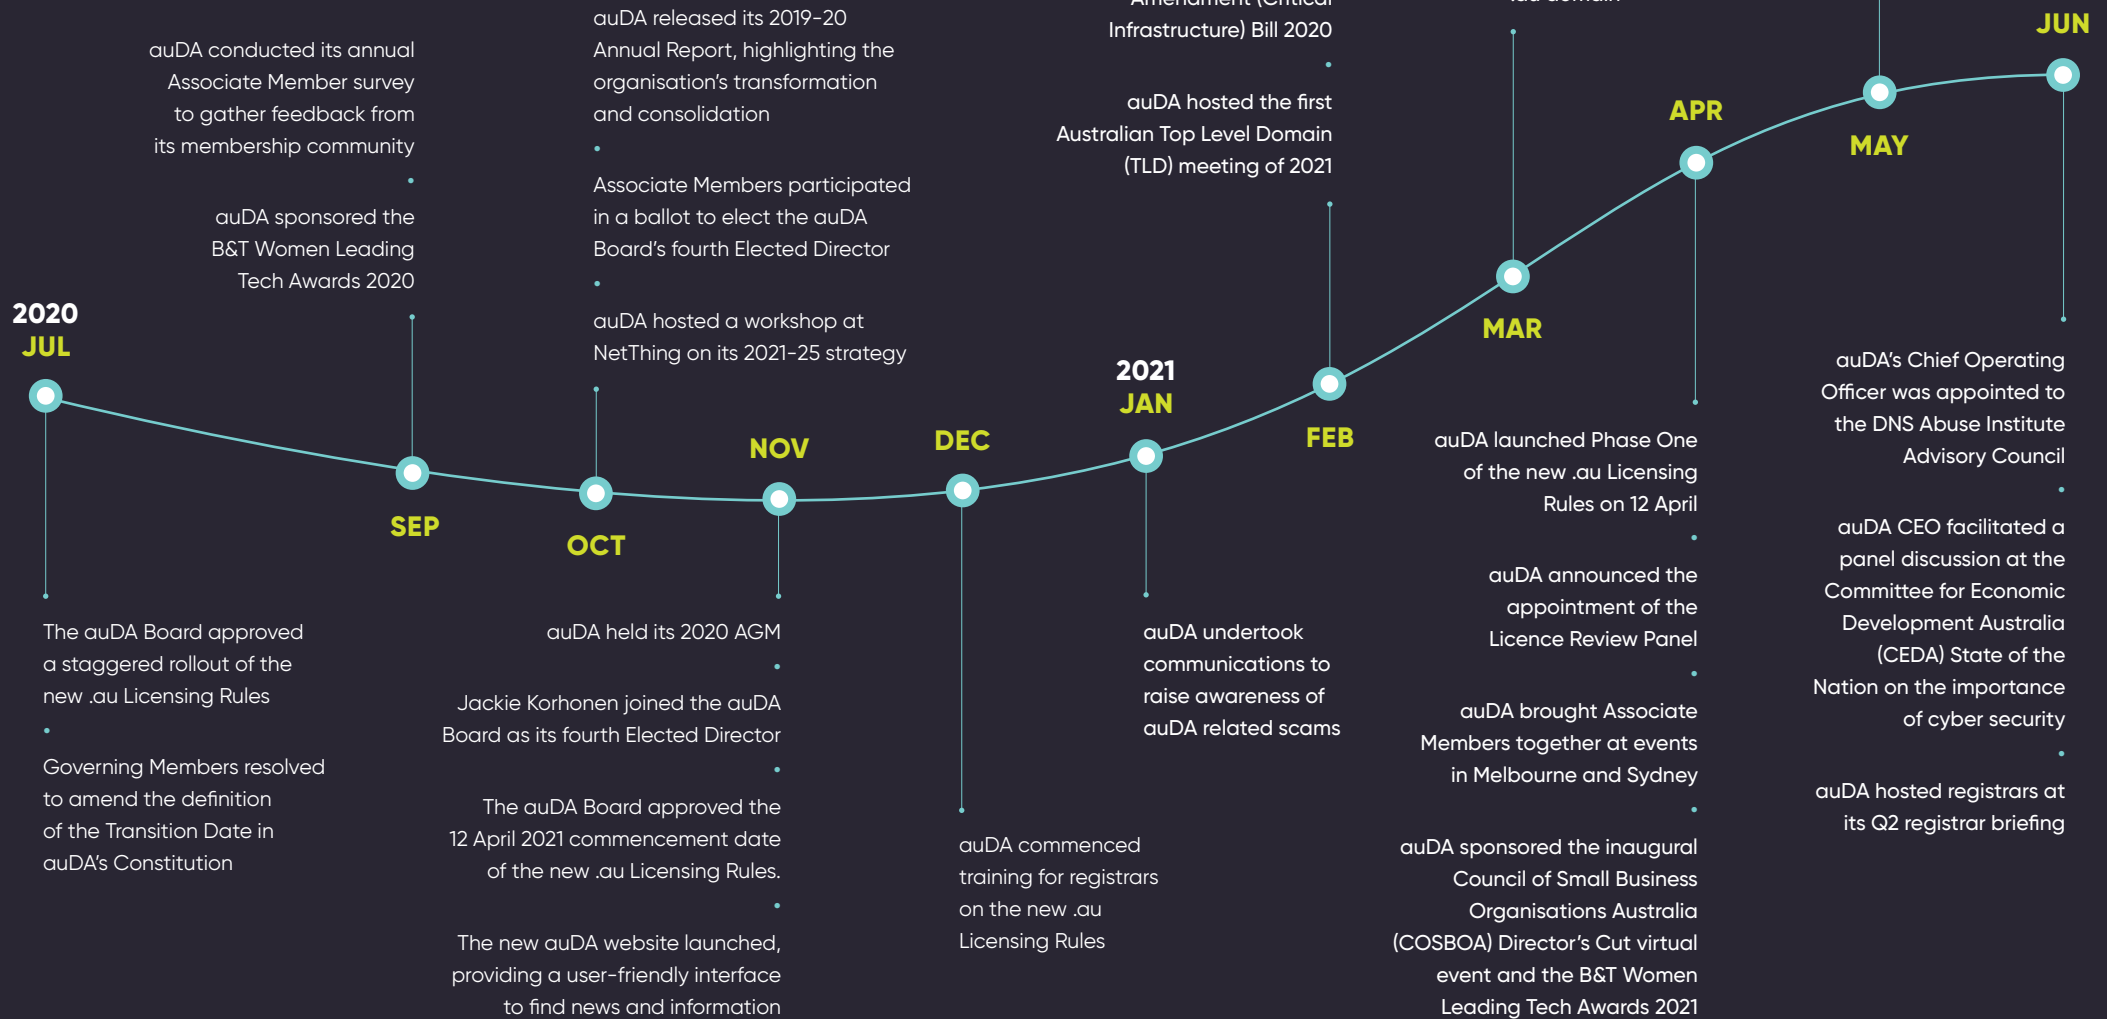 2020
JUL
The auDA Board approved
a staggered rollout of the
new .au Licensing Rules
Governing Members resolved
to amend the definition
of the Transition Date in
auDA's Constitution
auDA conducted its annual
Associate Member survey
to gather feedback from
its membership community
auDA sponsored the
B&T Women Leading
Tech Awards 2020
SEP
auDA released its 2019-20
Annual Report, highlighting the
organisation's transformation
and consolidation
Associate Members participated
in a ballot to elect the auDA
Board's fourth Elected Director
auDA hosted a workshop at
NetThing on its 2021-25 strategy
OCT
NOV
auDA held its 2020 AGM
Jackie Korhonen joined the auDA
Board as its fourth Elected Director
The auDA Board approved the
12 April 2021 commencement date
of the new .au Licensing Rules.
The new auDA website launched,
providing a user-friendly interface
to find news and information
DEC
auDA commenced
training for registrars
on the new .au
Licensing Rules
2021
JAN
auDA undertook
communications to
raise awareness of
auDA related scams
Amendment (Critical
Infrastructure) Bill 2020
auDA hosted the first
Australian Top Level Domain
(TLD) meeting of 2021
FEB
MAR
APR
auDA launched Phase One
of the new .au Licensing
Rules on 12 April
auDA announced the
appointment of the
Licence Review Panel
auDA brought Associate
Members together at events
in Melbourne and Sydney
auDA sponsored the inaugural
Council of Small Business
Organisations Australia
(COSBOA) Director's Cut virtual
event and the B&T Women
Leading Tech Awards 2021
MAY
JUN
auDA's Chief Operating
Officer was appointed to
the DNS Abuse Institute
Advisory Council
auDA CEO facilitated a
panel discussion at the
Committee for Economic
Development Australia
(CEDA) State of the
Nation on the importance
of cyber security
auDA hosted registrars at
its Q2 registrar briefing